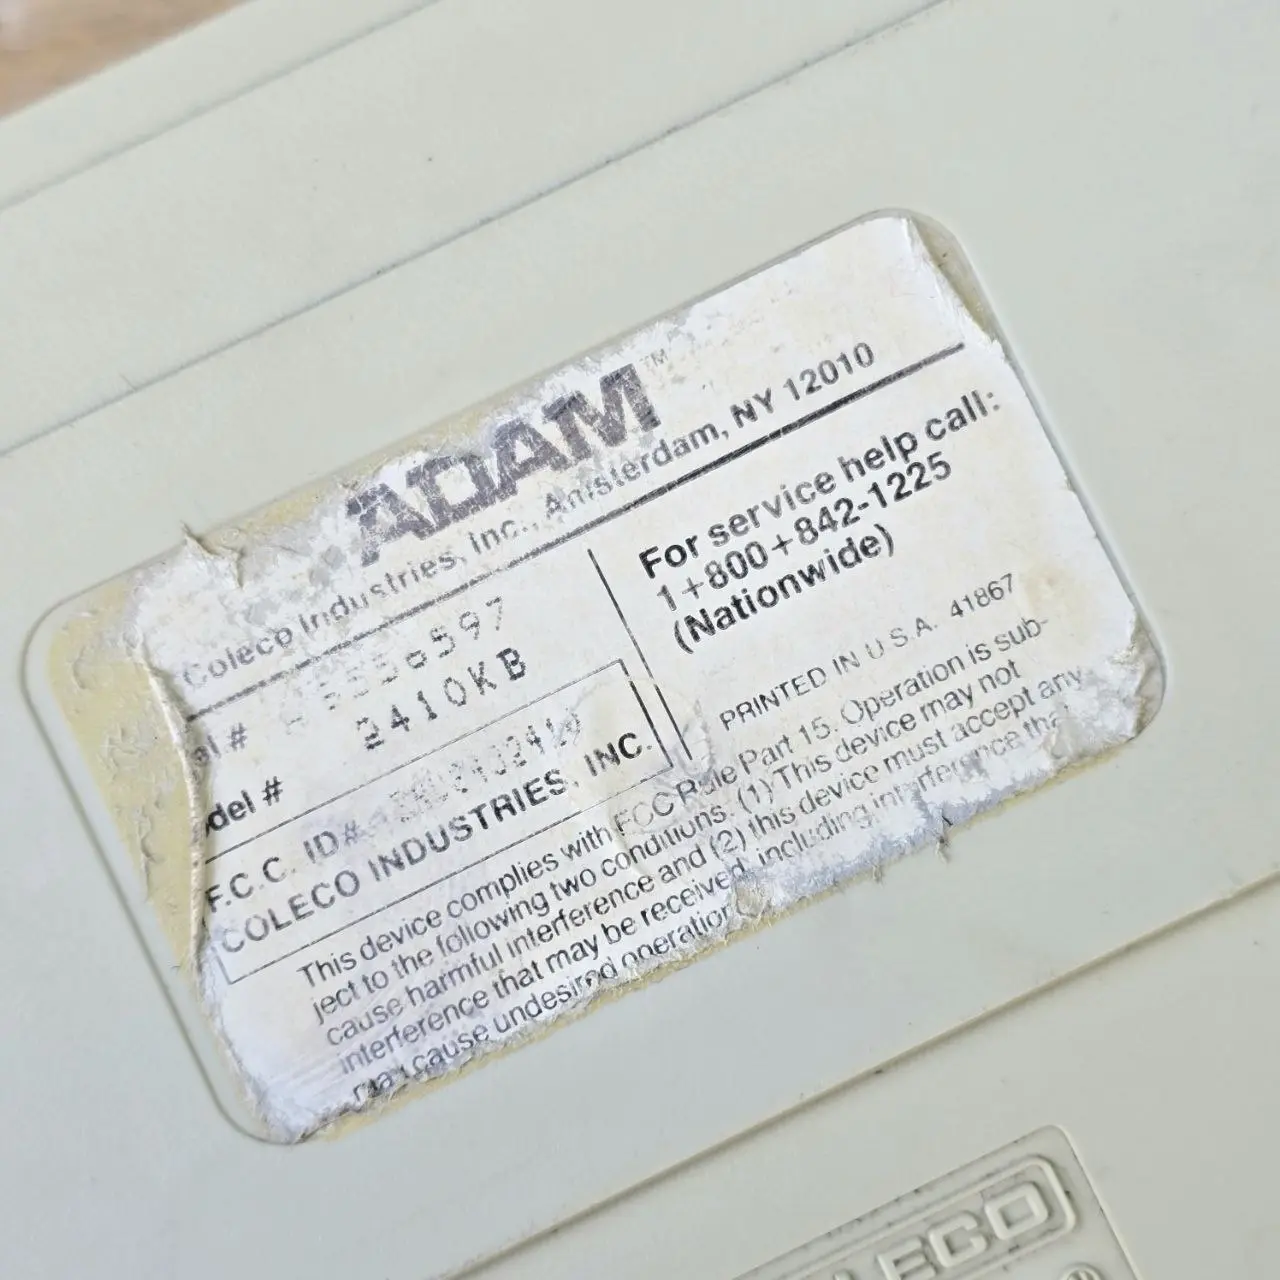 ADAM™
Coleco Industries, Inc., Amsterdam, NY 12010
For service help call:
1+800+842-1225
(Nationwide)
PRINTED IN U.S.A. 41867
al #
2410KB
odel #
F.C.C. ID#
COLECO INDUSTRIES, INC.
This device complies with FCC Rule Part 15. Operation is sub-
ject to the following two conditions. (1) This device may not
cause harmful interference and (2) this device must accept any
interference that may be received, including interference that
may cause undesired operation
LECO
®